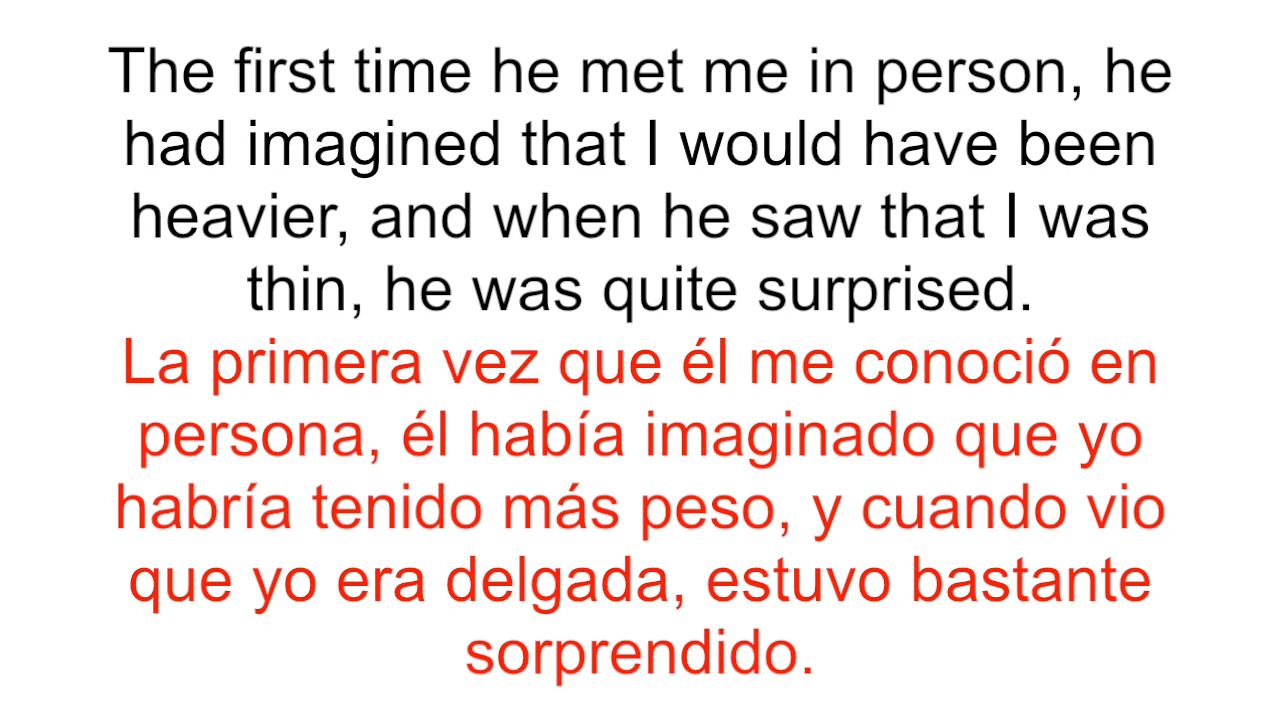 The first time he met me in person, he
had imagined that I would have been
heavier, and when he saw that I was
thin, he was quite surprised.
La primera vez que él me conoció en
persona, él había imaginado que yo
habría tenido más peso, y cuando vio
que yo era delgada, estuvo bastante
sorprendido.